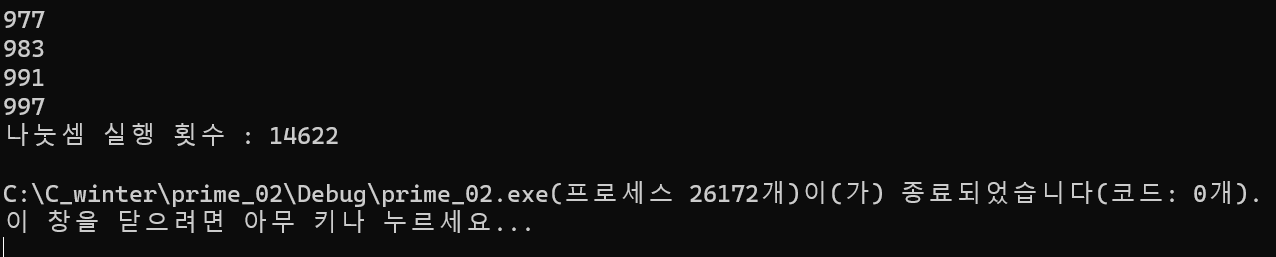 977
983
991
997
나눗셈 실행 횟수 : 14622
C:\C_winter\prime_02\Debug\prime_02.exe(프로세스 26172개)이(가) 종료되었습니다(코드: 0개).
이 창을 닫으려면 아무 키나 누르세요...